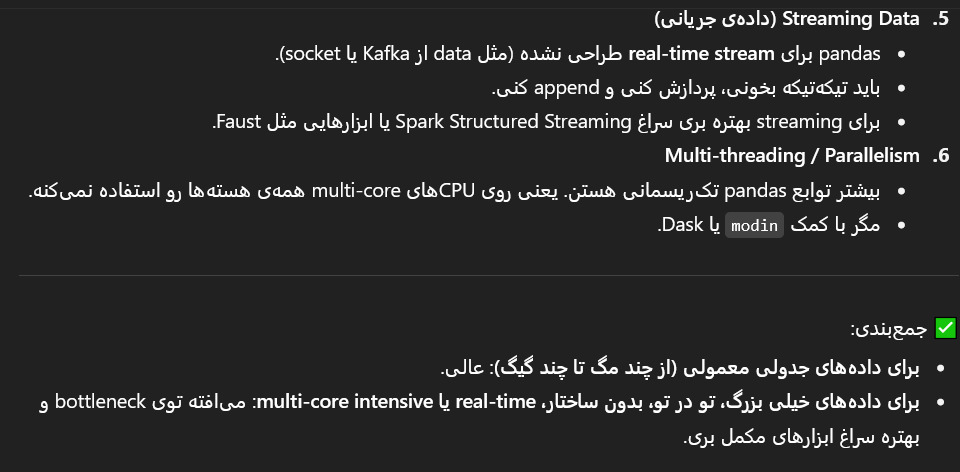 5. Streaming Data (داده‌ی جریانی)
• pandas برای real-time stream طراحی نشده (مثل data از Kafka یا socket).
• باید تیکه‌تیکه بخونی، پردازش کنی و append کنی.
• برای streaming بهتره بری سراغ Spark Structured Streaming یا ابزارهایی مثل Faust.
6. Multi-threading / Parallelism
• بیشتر توابع pandas تک‌ریسمانی هستن. یعنی روی CPUهای multi-core همه‌ی هسته‌ها رو استفاده نمی‌کنه.
• مگر با کمک modin یا Dask.
✅ جمع‌بندی:
• برای داده‌های جدولی معمولی (از چند مگ تا چند گیگ): عالی.
• برای داده‌های خیلی بزرگ، تو در تو، بدون ساختار، real-time یا multi-core intensive: می‌افته توی bottleneck و
بهتره سراغ ابزارهای مکمل بری.